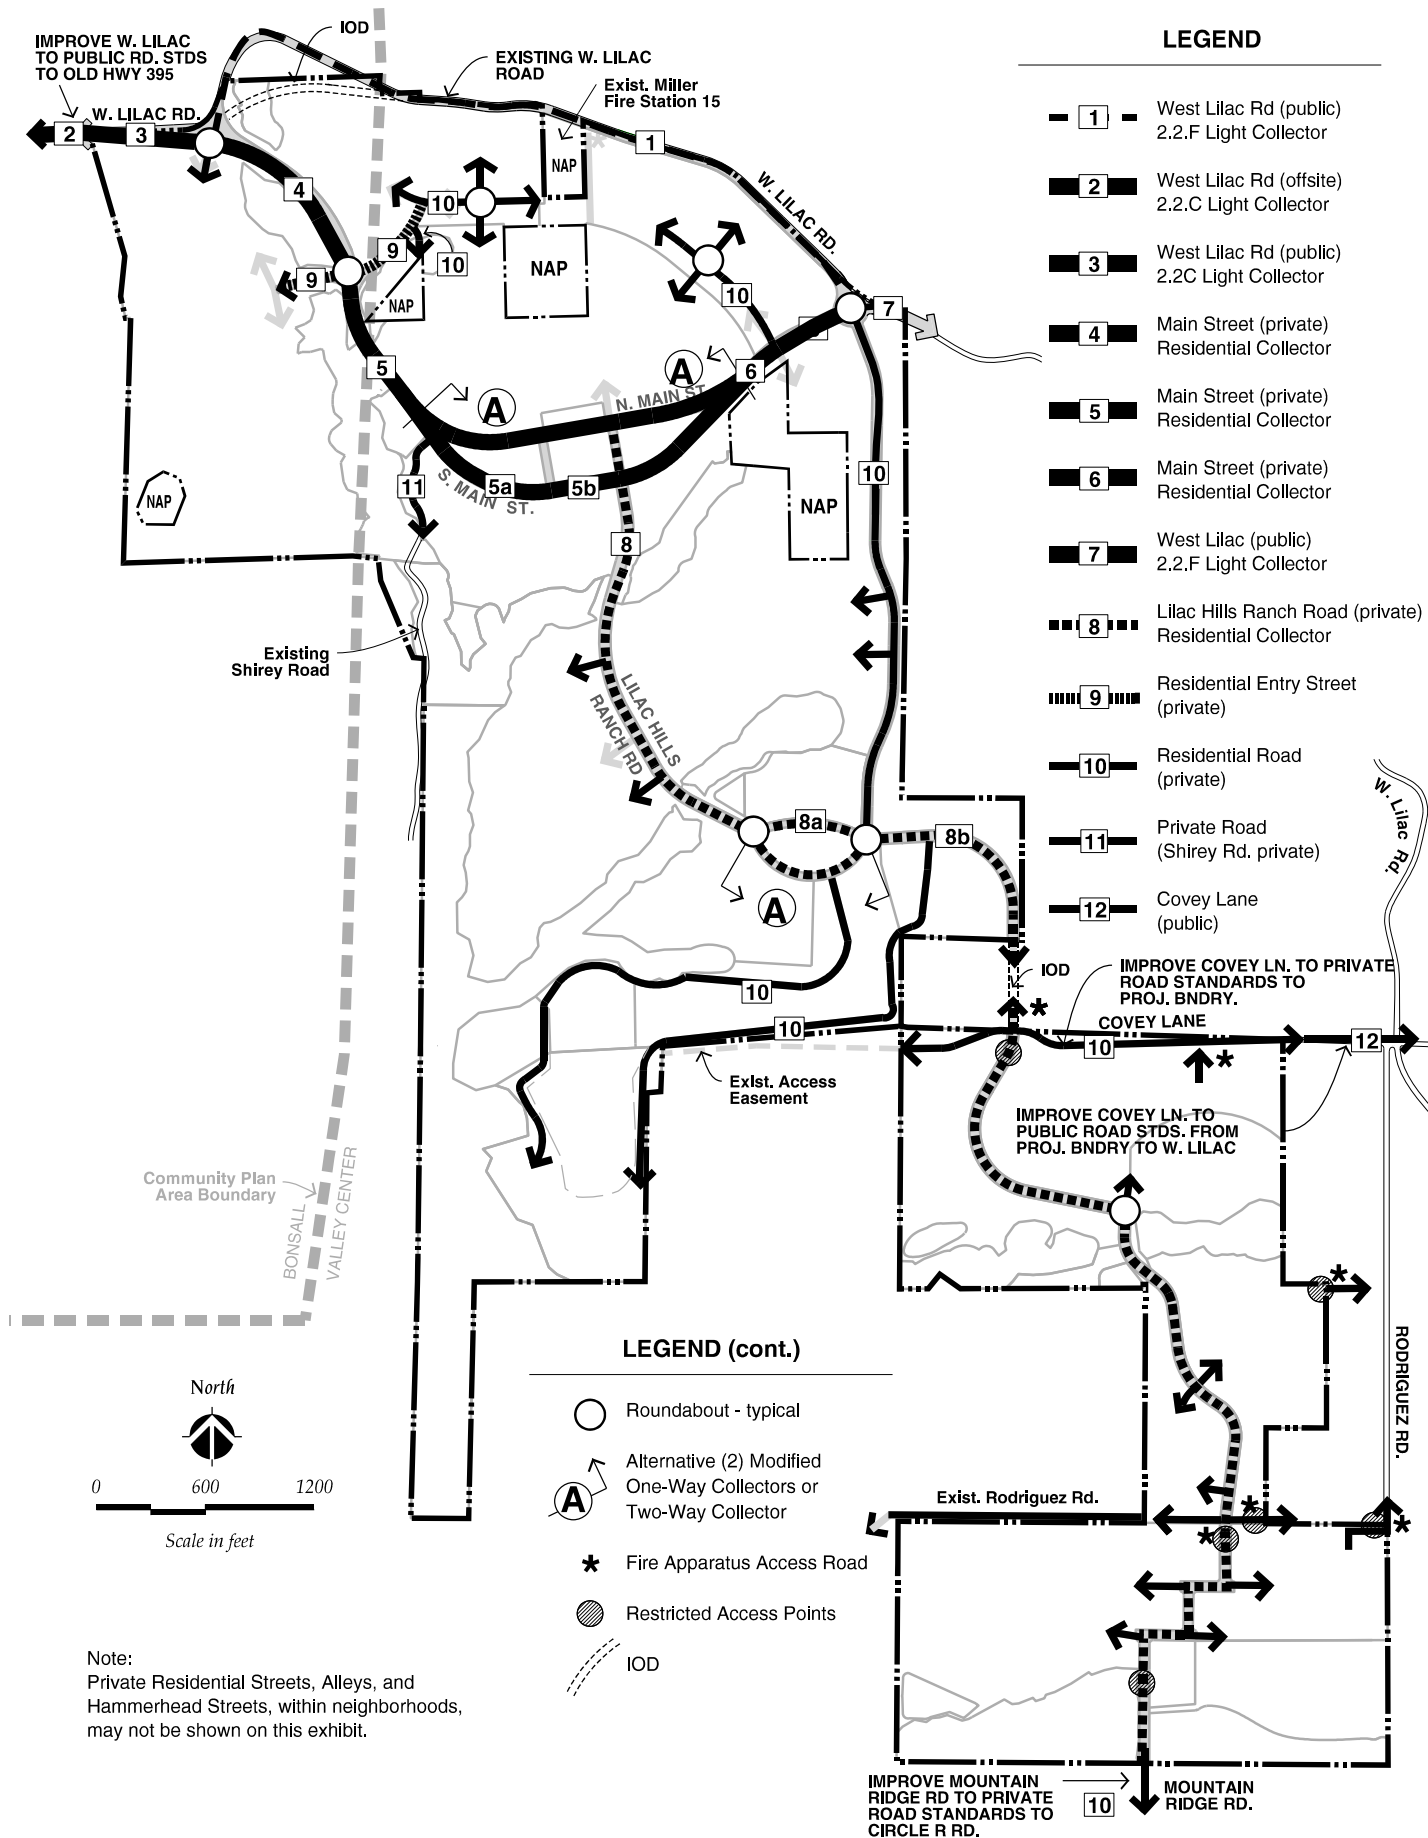 IMPROVE W. LILAC
TO PUBLIC RD. STDS
TO OLD HWY 395
IOD
EXISTING W. LILAC
ROAD
Exist. Miller
Fire Station 15
W. LILAC RD.
2
3
1
NAP
4
10
W. LILAC RD.
9
10
9
NAP
NAP
10
7
5
A
A
6
N. MAIN ST.
11
S. MAIN ST.
5a
5b
10
NAP
NAP
8
Existing
Shirey Road
LILAC HILLS
RANCH RD
8a
8b
A
W. Lilac Rd.
10
IOD
IMPROVE COVEY LN. TO PRIVATE
ROAD STANDARDS TO
PROJ. BNDRY.
COVEY LANE
10
10
12
Exist. Access
Easement
IMPROVE COVEY LN. TO
PUBLIC ROAD STDS. FROM
PROJ. BNDRY TO W. LILAC
Community Plan
Area Boundary
BONSALL
VALLEY CENTER
RODRIGUEZ RD.
Exist. Rodriguez Rd.
IMPROVE MOUNTAIN
RIDGE RD TO PRIVATE
ROAD STANDARDS TO
CIRCLE R RD.
10
MOUNTAIN
RIDGE RD.
LEGEND
1 West Lilac Rd (public)
2.2.F Light Collector
2 West Lilac Rd (offsite)
2.2.C Light Collector
3 West Lilac Rd (public)
2.2C Light Collector
4 Main Street (private)
Residential Collector
5 Main Street (private)
Residential Collector
6 Main Street (private)
Residential Collector
7 West Lilac (public)
2.2.F Light Collector
8 Lilac Hills Ranch Road (private)
Residential Collector
9 Residential Entry Street
(private)
10 Residential Road
(private)
11 Private Road
(Shirey Rd. private)
12 Covey Lane
(public)
LEGEND (cont.)
Roundabout - typical
A Alternative (2) Modified
One-Way Collectors or
Two-Way Collector
* Fire Apparatus Access Road
Restricted Access Points
IOD
North
0 600 1200
Scale in feet
Note:
Private Residential Streets, Alleys, and
Hammerhead Streets, within neighborhoods,
may not be shown on this exhibit.